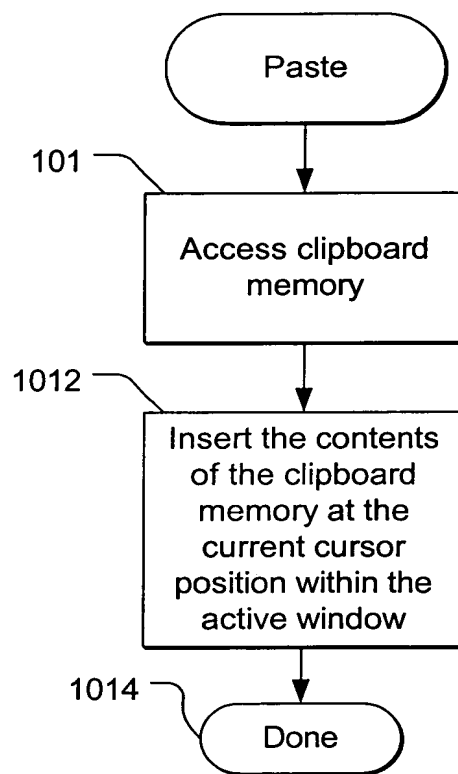 Paste
101
Access clipboard
memory
1012
Insert the contents
of the clipboard
memory at the
current cursor
position within the
active window
1014
Done